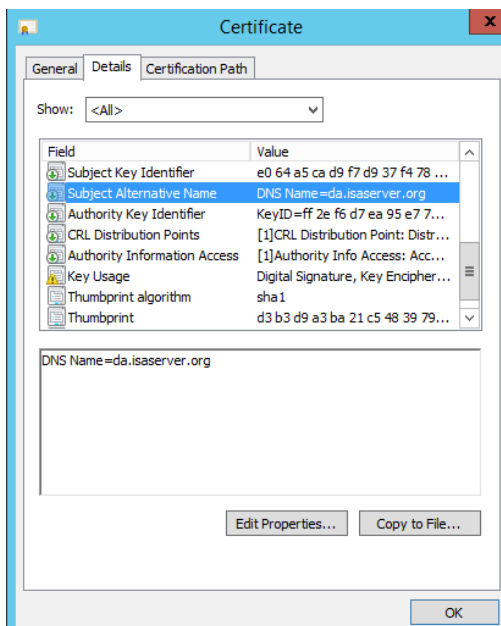 Certificate
x
General Details Certification Path
Show: <All>
Field Value
Subject Key Identifier e0 64 a5 ca d9 f7 d9 37 f4 78 ...
Subject Alternative Name DNS Name=da.isaserver.org
Authority Key Identifier KeyID=ff 2e f6 d7 ea 95 e7 7...
CRL Distribution Points [1]CRL Distribution Point: Distr...
Authority Information Access [1]Authority Info Access: Acc...
Key Usage Digital Signature, Key Encipher...
Thumbprint algorithm sha1
Thumbprint d3 b3 d9 a3 ba 21 c5 48 39 79...
DNS Name=da.isaserver.org
Edit Properties... Copy to File...
OK